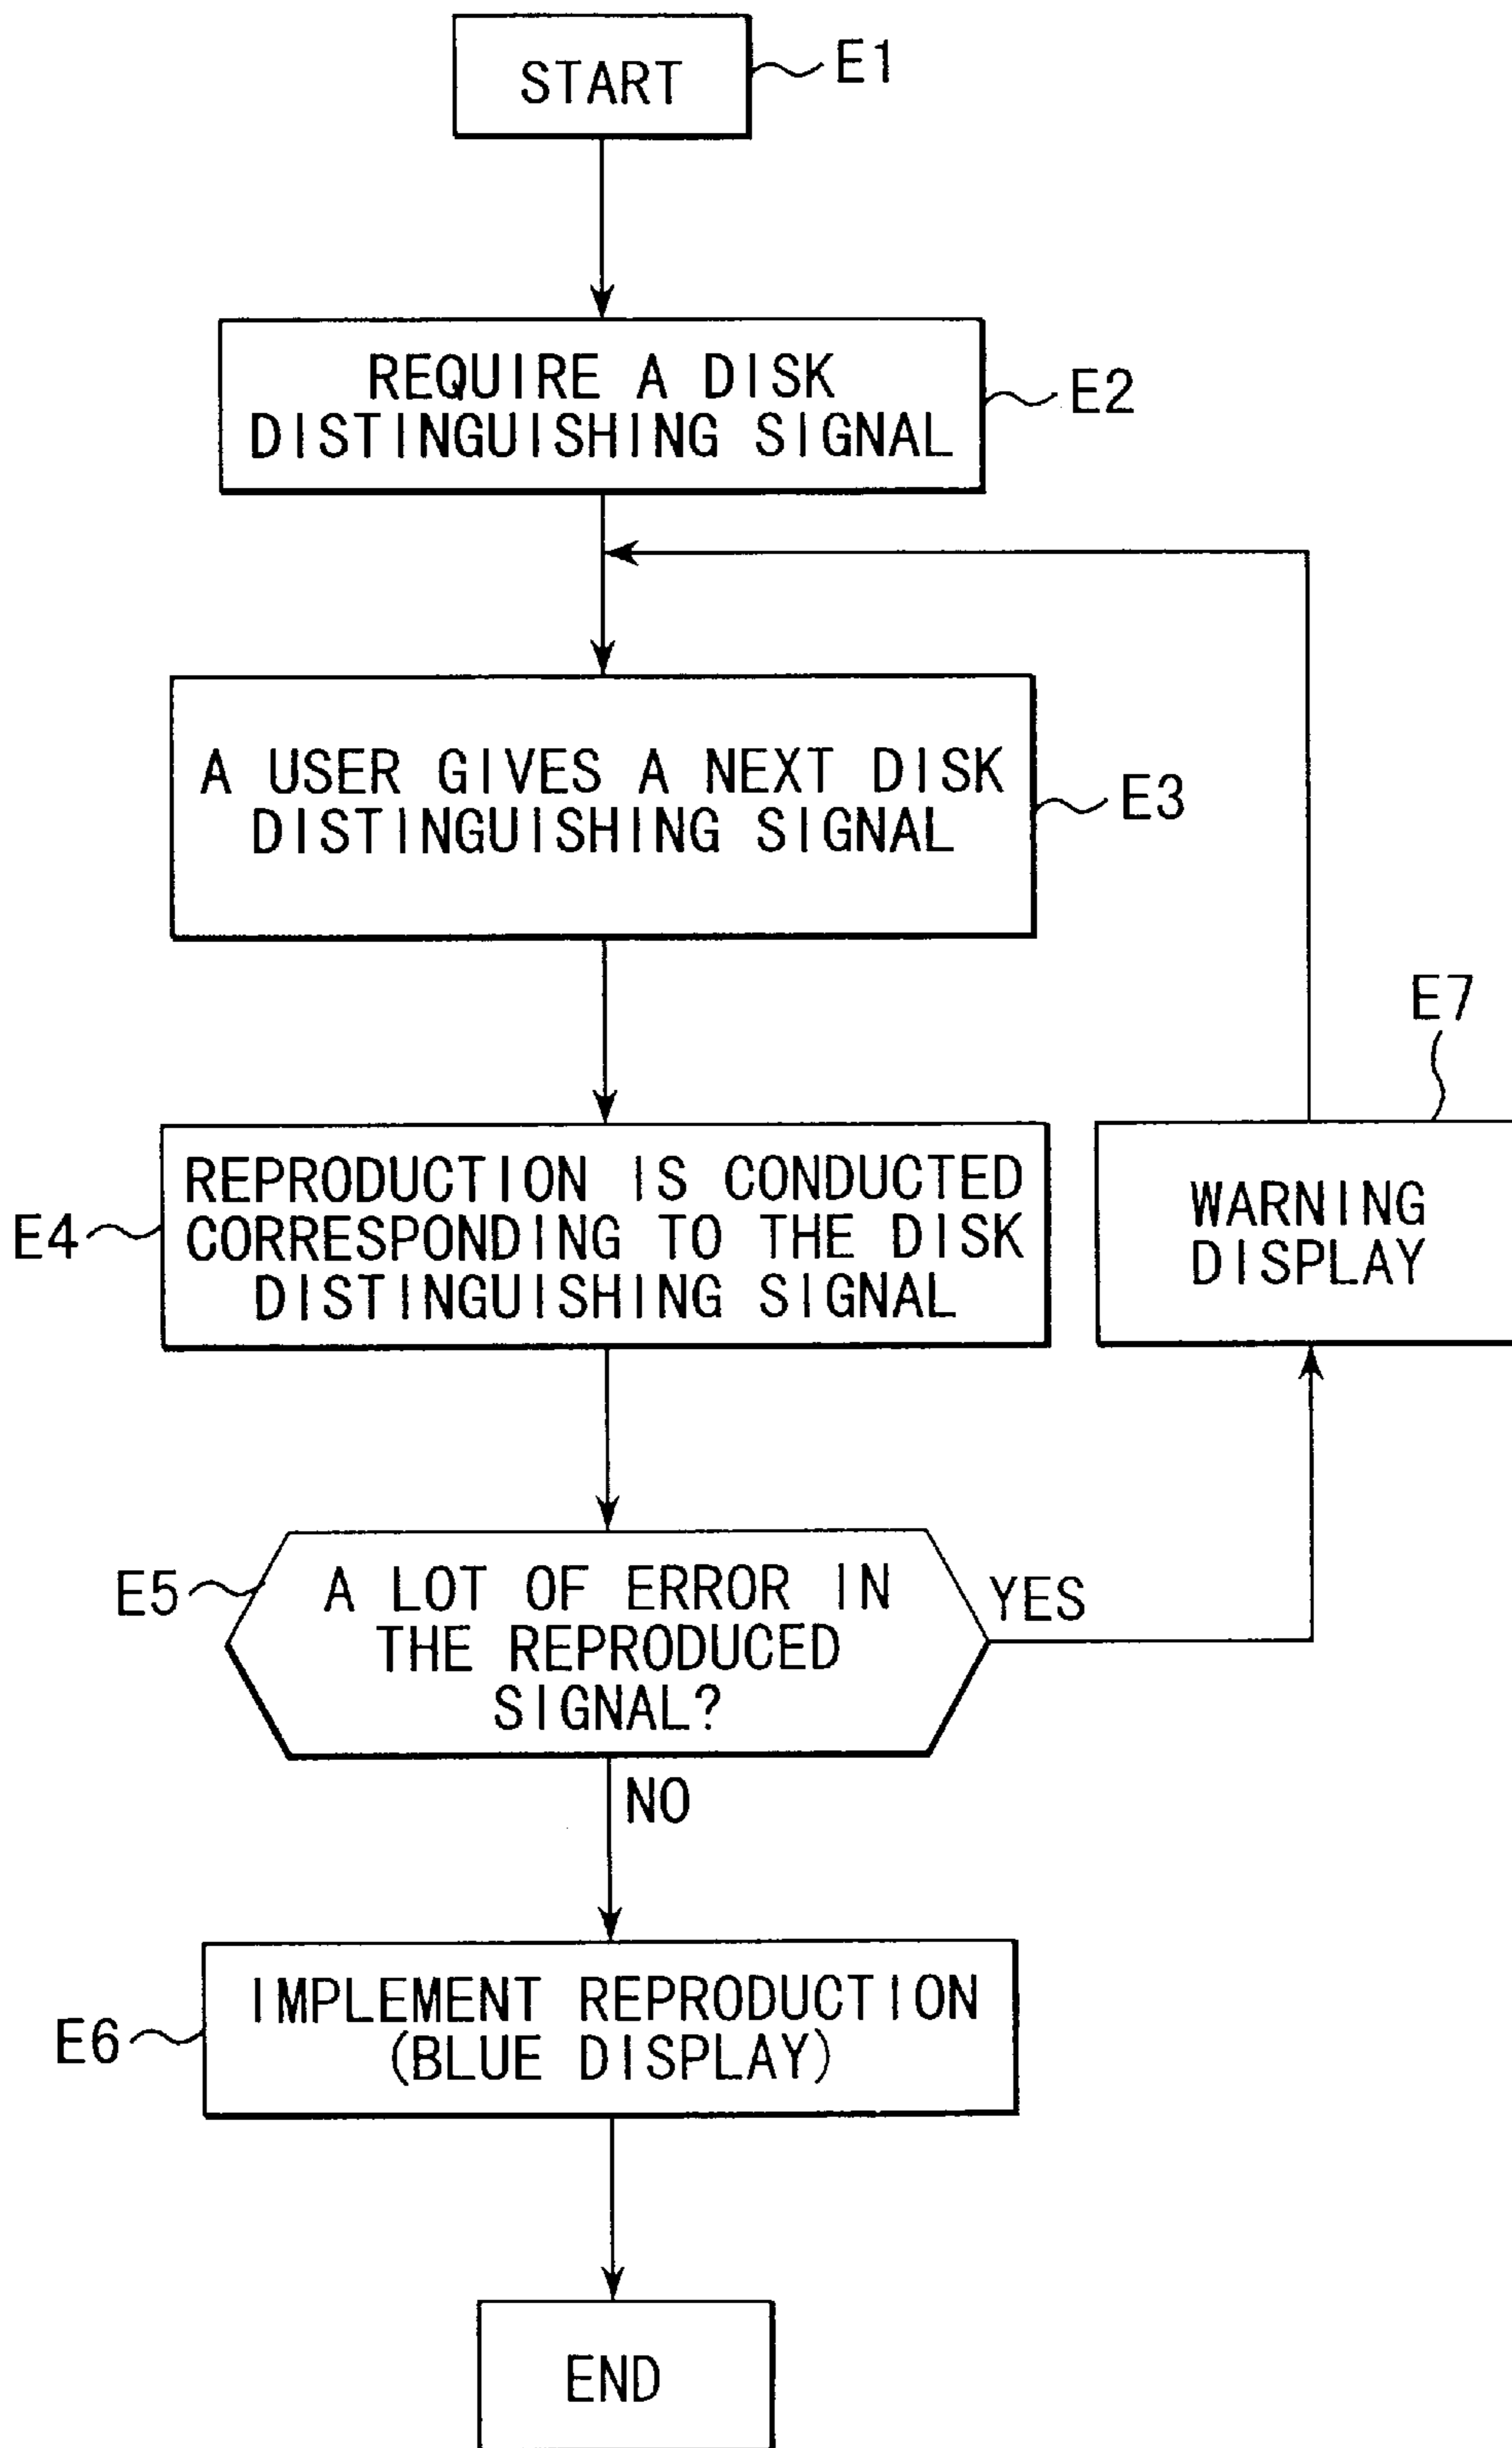 START
E1
REQUIRE A DISK
DISTINGUISHING SIGNAL
E2
A USER GIVES A NEXT DISK
DISTINGUISHING SIGNAL
E3
E7
REPRODUCTION IS CONDUCTED
CORRESPONDING TO THE DISK
DISTINGUISHING SIGNAL
E4
WARNING
DISPLAY
E5
A LOT OF ERROR IN
THE REPRODUCED
SIGNAL?
YES
NO
IMPLEMENT REPRODUCTION
(BLUE DISPLAY)
E6
END